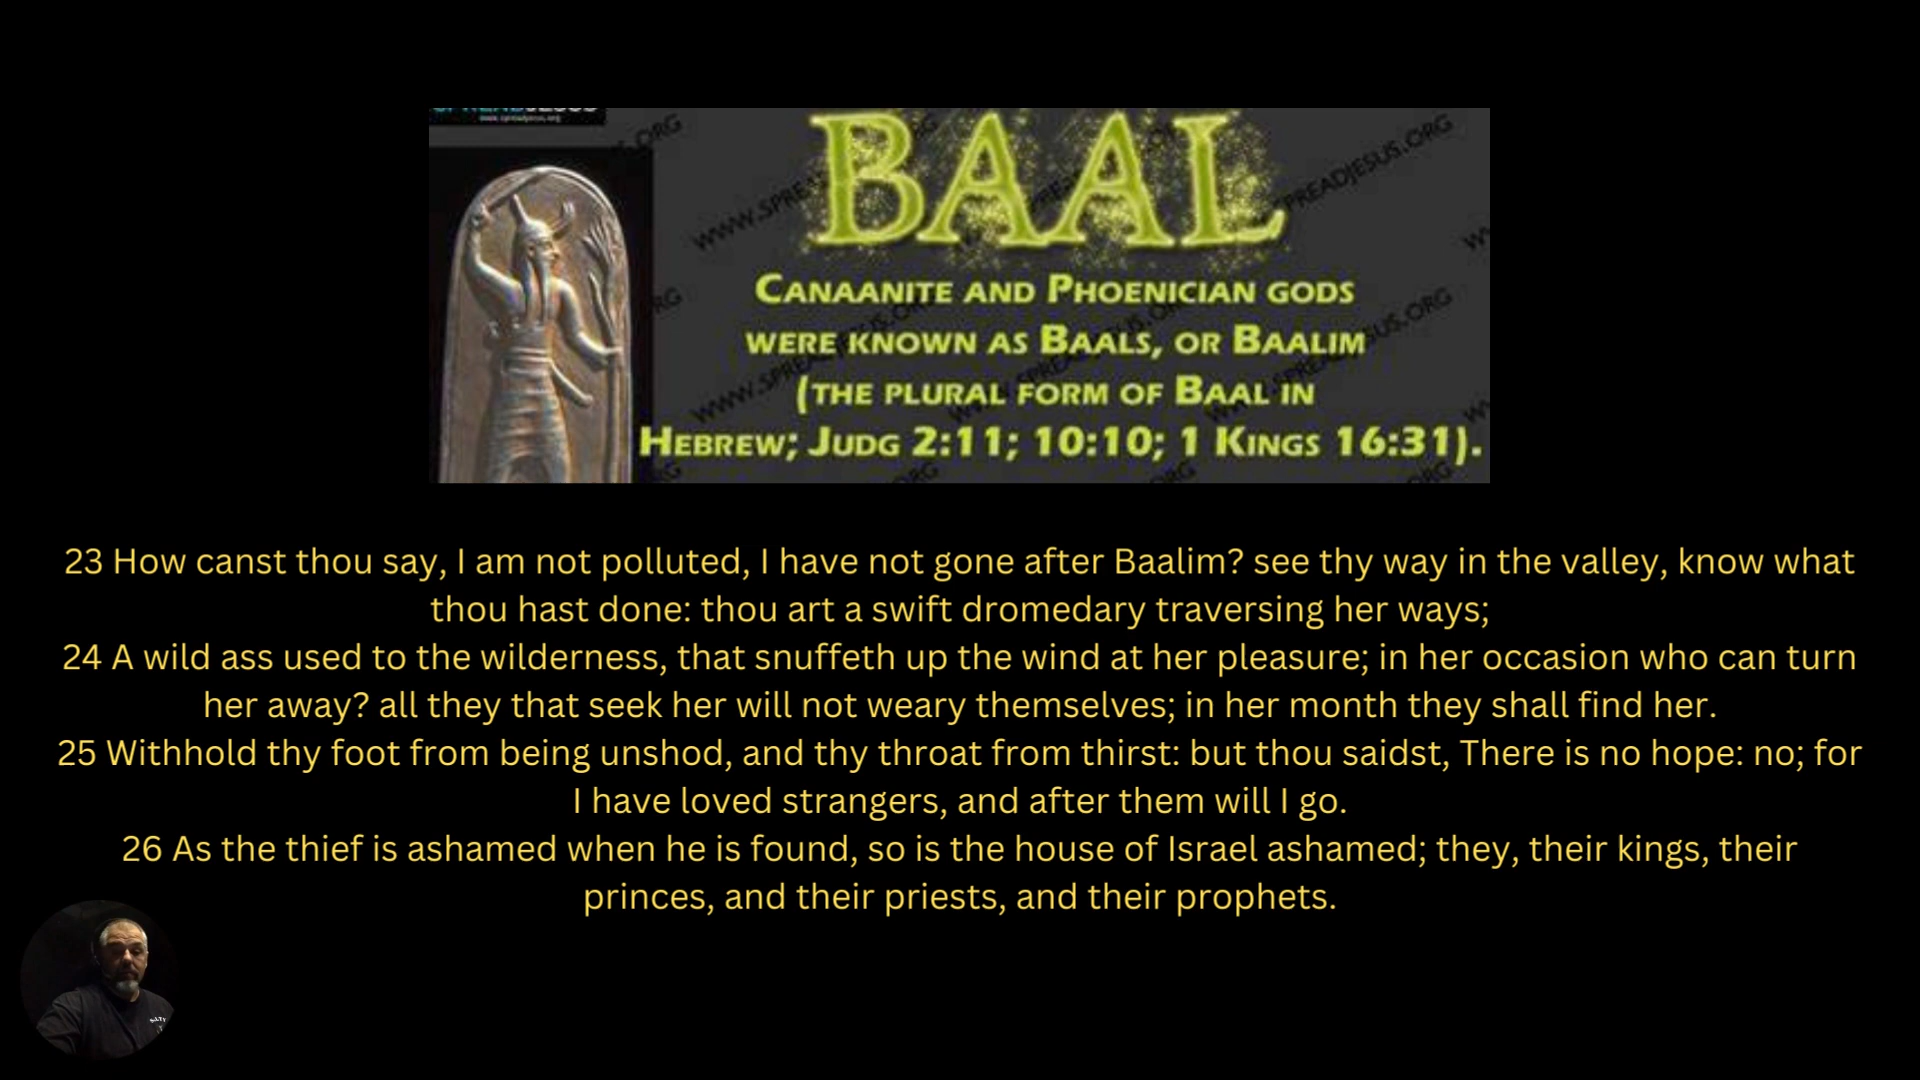 SPREADJESUS
www.spreadjesus.org
BAAL
CANAANITE AND PHOENICIAN GODS
WERE KNOWN AS BAALS, OR BAALIM
(THE PLURAL FORM OF BAAL IN
HEBREW; JUDG 2:11; 10:10; 1 KINGS 16:31).
WWW.SPREADJESUS.ORG
23 How canst thou say, I am not polluted, I have not gone after Baalim? see thy way in the valley, know what
thou hast done: thou art a swift dromedary traversing her ways;
24 A wild ass used to the wilderness, that snuffeth up the wind at her pleasure; in her occasion who can turn
her away? all they that seek her will not weary themselves; in her month they shall find her.
25 Withhold thy foot from being unshod, and thy throat from thirst: but thou saidst, There is no hope: no; for
I have loved strangers, and after them will I go.
26 As the thief is ashamed when he is found, so is the house of Israel ashamed; they, their kings, their
princes, and their priests, and their prophets.